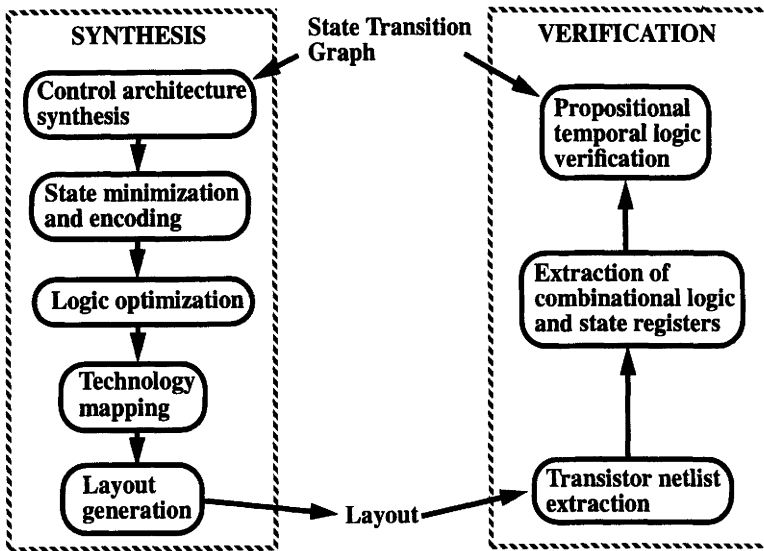 SYNTHESIS
State Transition
Graph
VERIFICATION
Control architecture
synthesis
State minimization
and encoding
Logic optimization
Technology
mapping
Layout
generation
Layout
Propositional
temporal logic
verification
Extraction of
combinational logic
and state registers
Transistor netlist
extraction